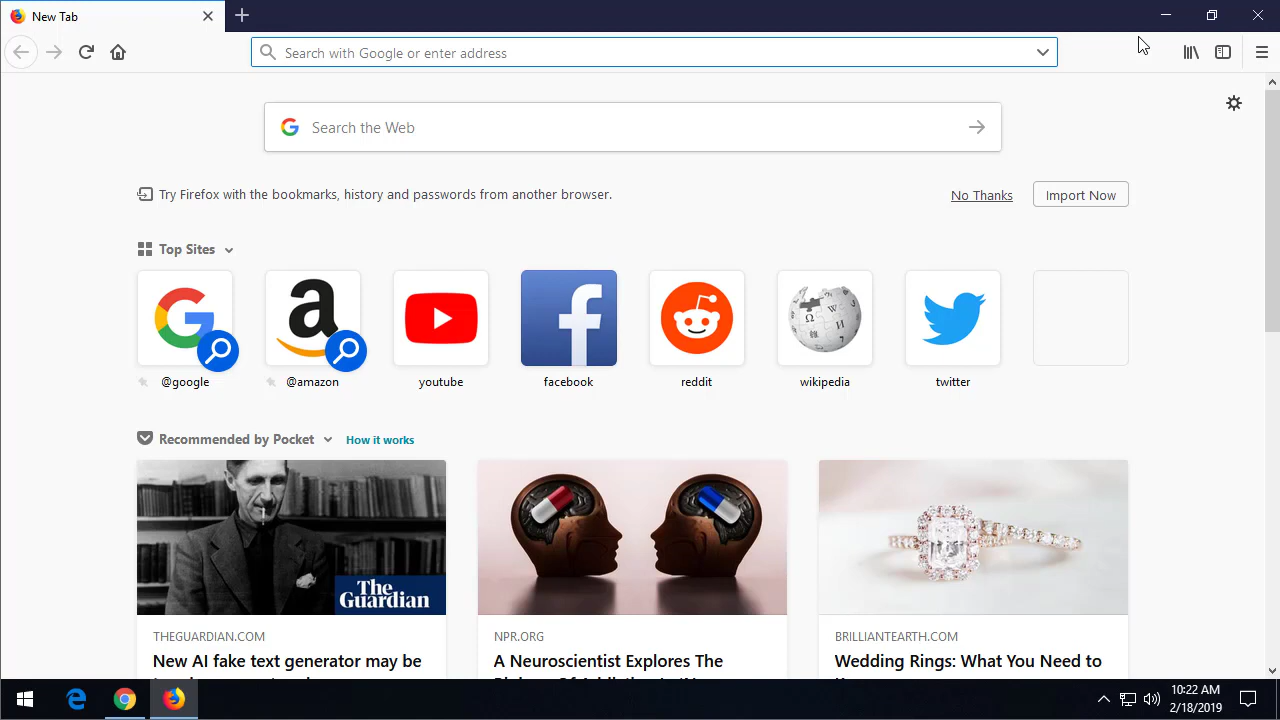 New Tab
Search with Google or enter address
Search the Web
Try Firefox with the bookmarks, history and passwords from another browser.
No Thanks
Import Now
Top Sites
@google
@amazon
youtube
facebook
reddit
wikipedia
twitter
Recommended by Pocket
How it works
The Guardian
THEGUARDIAN.COM
NPR.ORG
BRILLIANTEARTH.COM
New AI fake text generator may be
A Neuroscientist Explores The
Wedding Rings: What You Need to
10:22 AM
2/18/2019